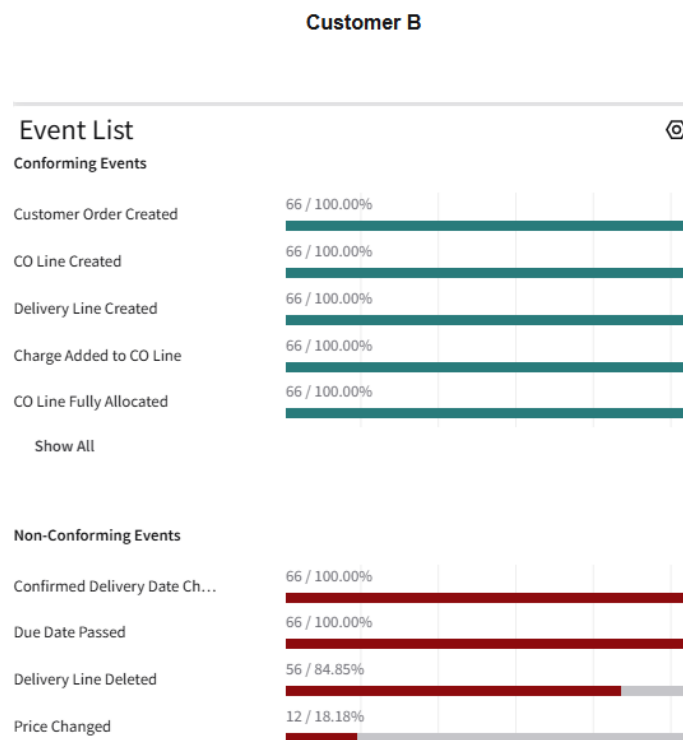 Customer B
Event List
Conforming Events
Customer Order Created
66 / 100.00%
CO Line Created
66 / 100.00%
Delivery Line Created
66 / 100.00%
Charge Added to CO Line
66 / 100.00%
CO Line Fully Allocated
66 / 100.00%
Show All
Non-Conforming Events
Confirmed Delivery Date Ch...
66 / 100.00%
Due Date Passed
66 / 100.00%
Delivery Line Deleted
56 / 84.85%
Price Changed
12 / 18.18%